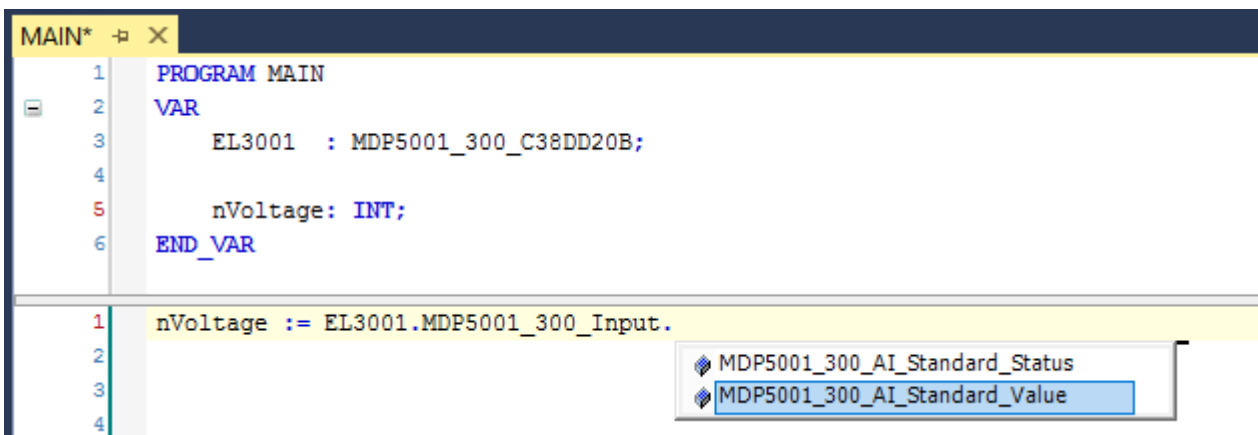 MAIN*
1 PROGRAM MAIN
2 VAR
3 EL3001 : MDP5001_300_C38DD20B;
4
5 nVoltage: INT;
6 END_VAR
1 nVoltage := EL3001.MDP5001_300_Input.
2 MDP5001_300_AI_Standard_Status
3 MDP5001_300_AI_Standard_Value
4